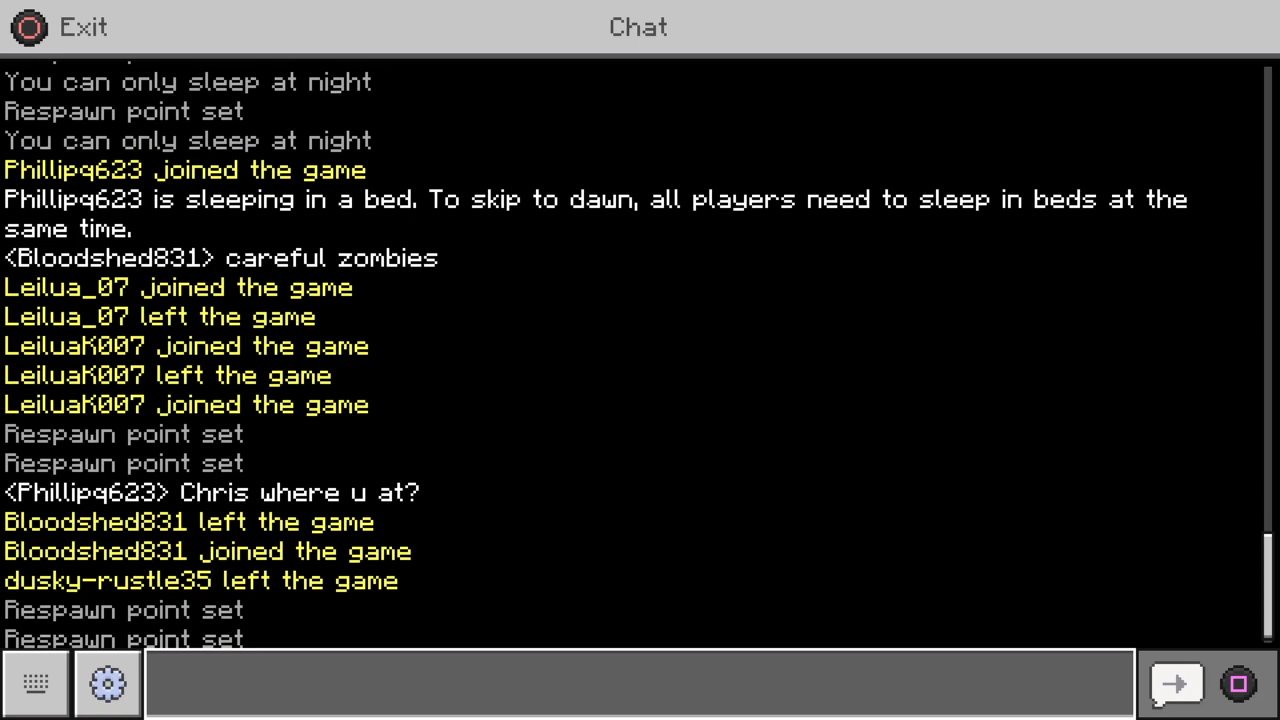 Exit
Chat
You can only sleep at night
Respawn point set
You can only sleep at night
Phillipq623 joined the game
Phillipq623 is sleeping in a bed. To skip to dawn, all players need to sleep in beds at the
same time.
<Bloodshed831> careful zombies
Leilua_07 joined the game
Leilua_07 left the game
LeiluaK007 joined the game
LeiluaK007 left the game
LeiluaK007 joined the game
Respawn point set
Respawn point set
<Phillipq623> Chris where u at?
Bloodshed831 left the game
Bloodshed831 joined the game
dusky-rustle35 left the game
Respawn point set
Respawn point set